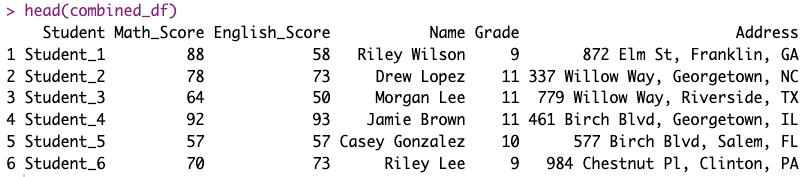 > head(combined_df)
Student Math_Score English_Score Name Grade Address
1 Student_1 88 58 Riley Wilson 9 872 Elm St, Franklin, GA
2 Student_2 78 73 Drew Lopez 11 337 Willow Way, Georgetown, NC
3 Student_3 64 50 Morgan Lee 11 779 Willow Way, Riverside, TX
4 Student_4 92 93 Jamie Brown 11 461 Birch Blvd, Georgetown, IL
5 Student_5 57 57 Casey Gonzalez 10 577 Birch Blvd, Salem, FL
6 Student_6 70 73 Riley Lee 9 984 Chestnut Pl, Clinton, PA